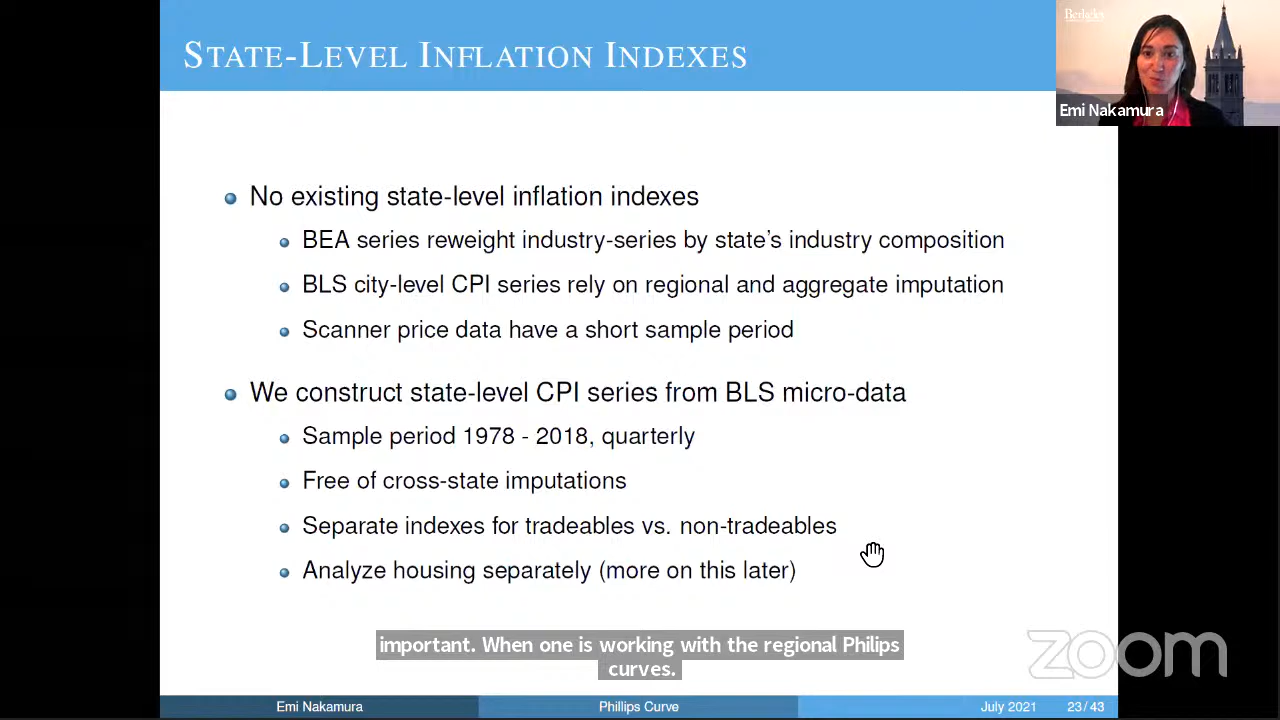 STATE-LEVEL INFLATION INDEXES
Berkeley
Emi Nakamura
No existing state-level inflation indexes
BEA series reweight industry-series by state's industry composition
BLS city-level CPI series rely on regional and aggregate imputation
Scanner price data have a short sample period
We construct state-level CPI series from BLS micro-data
Sample period 1978 - 2018, quarterly
Free of cross-state imputations
Separate indexes for tradeables vs. non-tradeables
Analyze housing separately (more on this later)
important. When one is working with the regional Philips
curves.
zoom
Emi Nakamura Phillips Curve July 2021 23/43